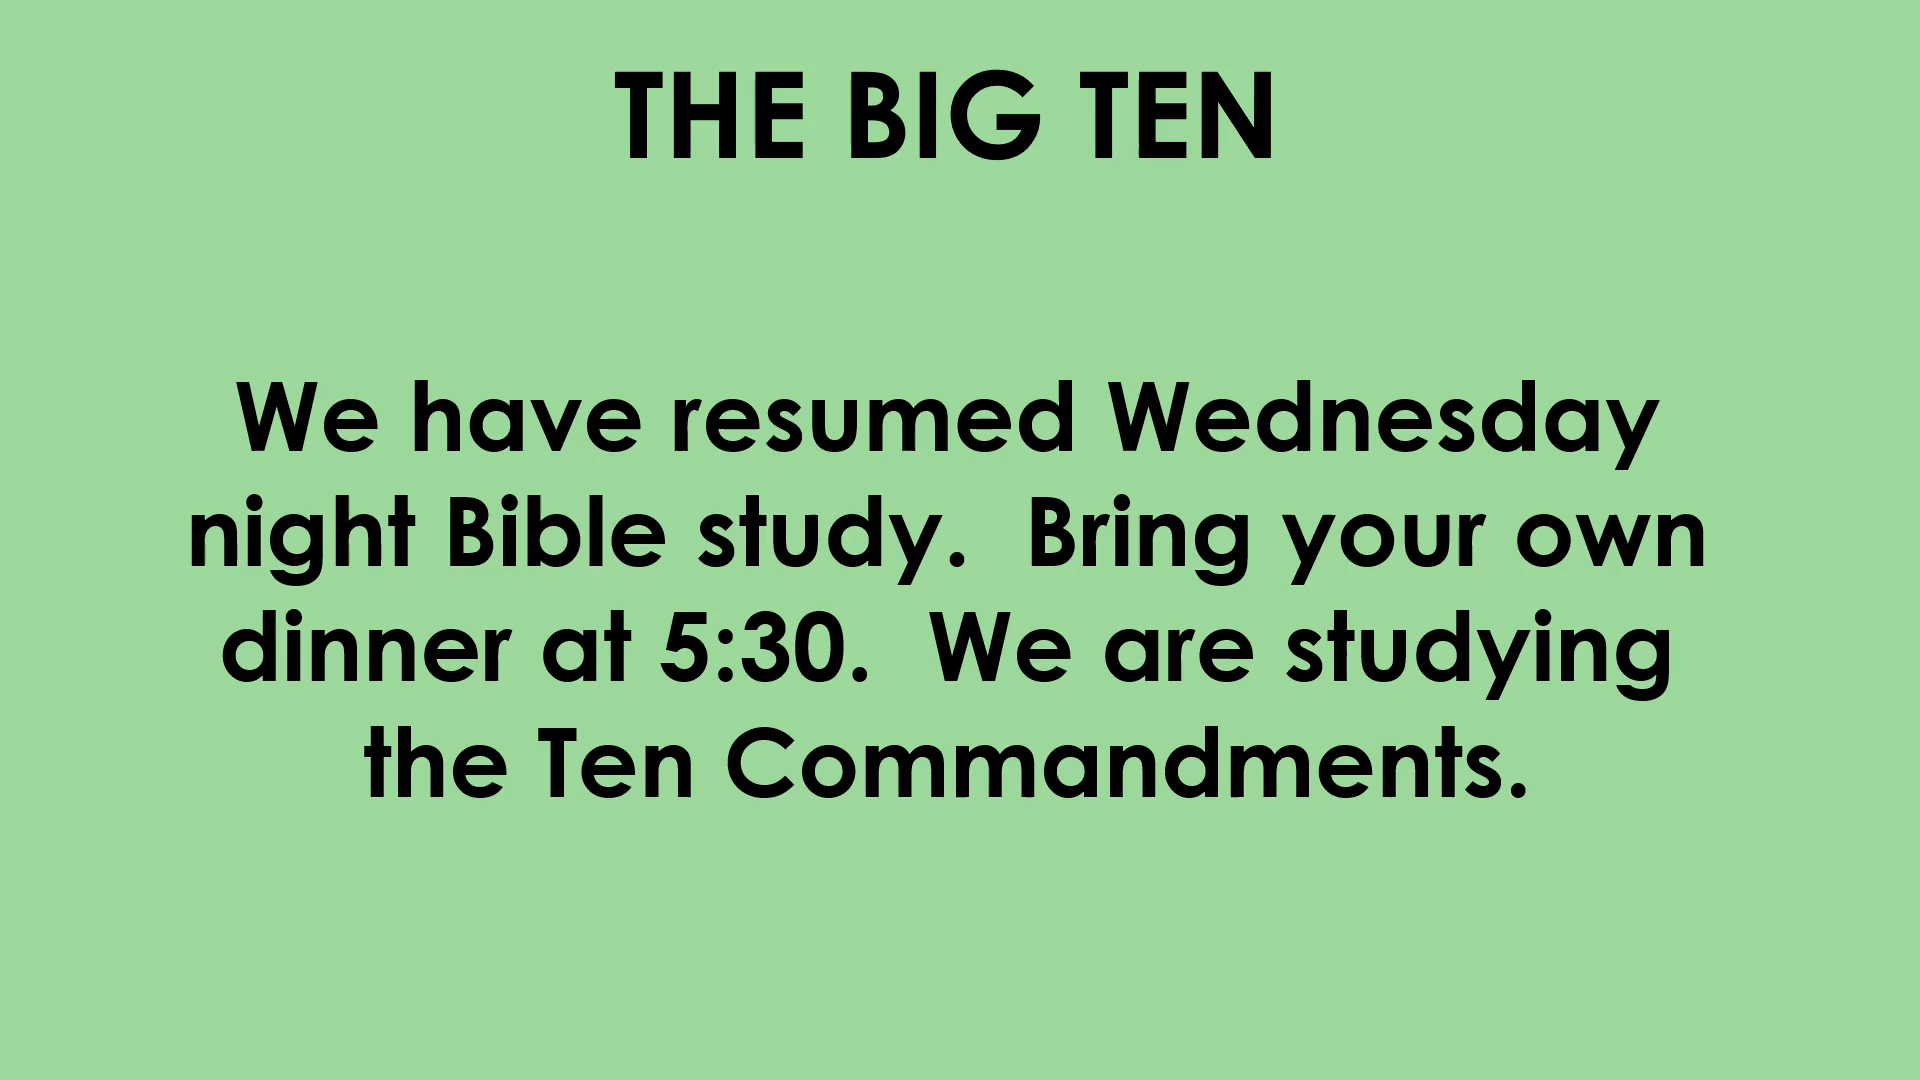 THE BIG TEN
We have resumed Wednesday
night Bible study.  Bring your own
dinner at 5:30.  We are studying
the Ten Commandments.